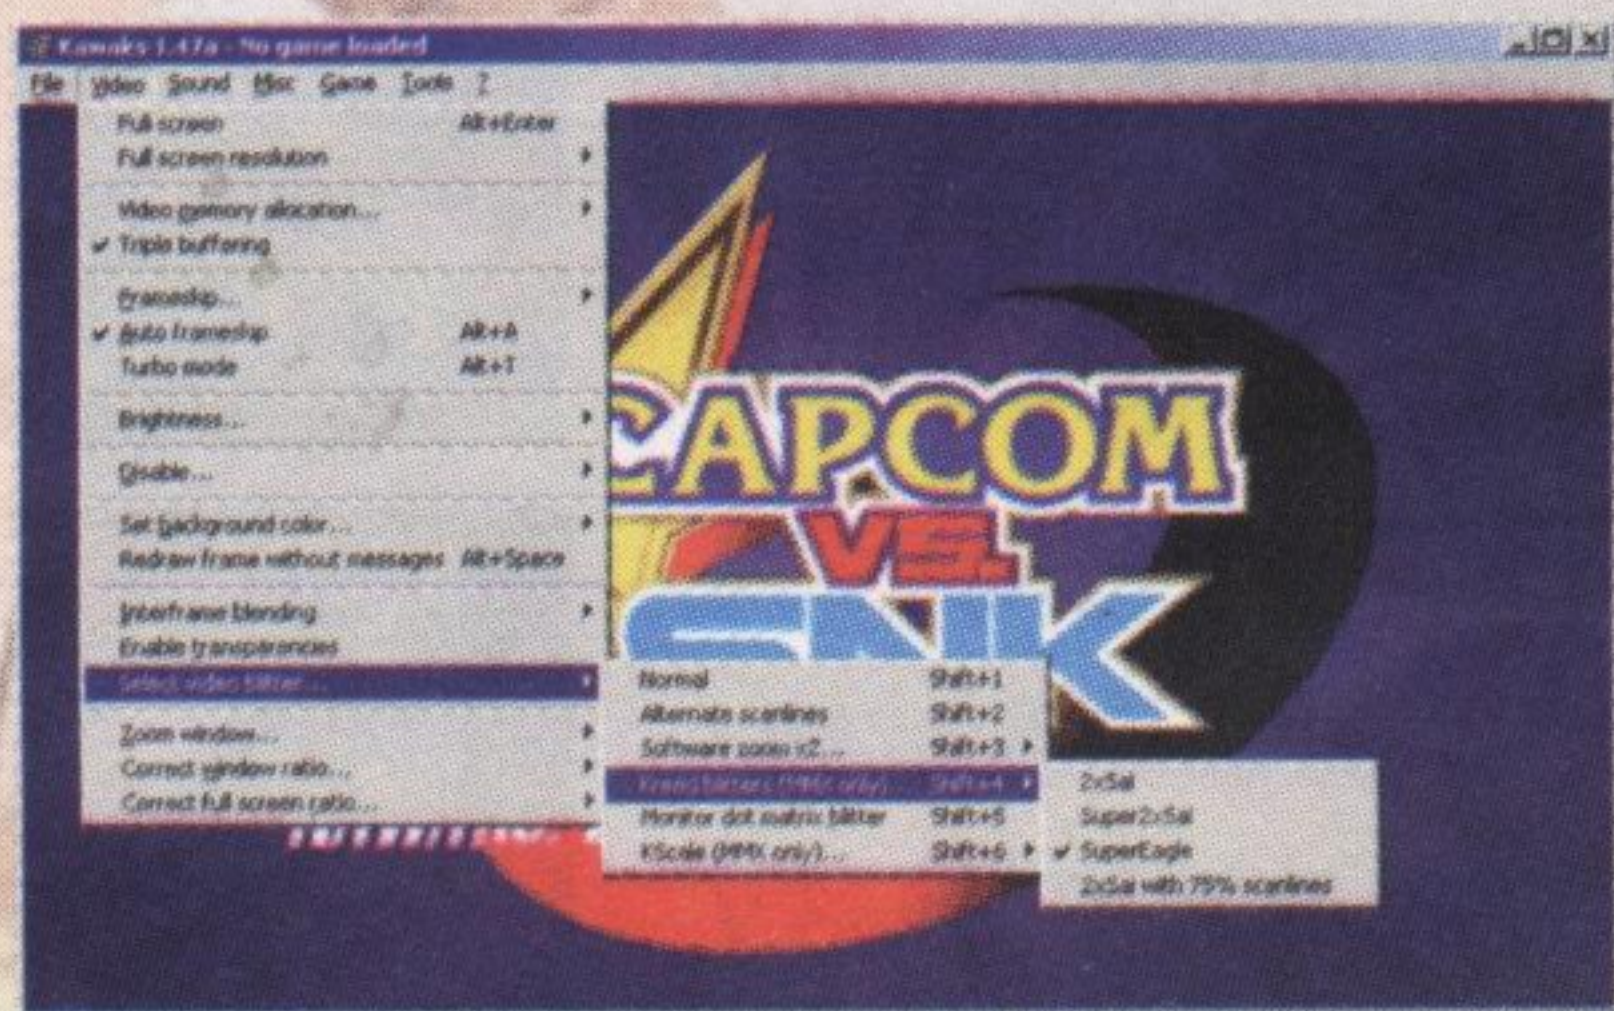 Kawaks 1.47a - No game loaded
File Video Sound Misc Game Tools ?
Full screen Alt+Enter
Full screen resolution
Video memory allocation...
Triple buffering
Frameskip...
Auto frameskip Alt+A
Turbo mode Alt+T
Brightness...
Disable...
Set background color...
Redraw frame without messages Alt+Space
Interframe blending
Enable transparencies
Select video blitter...
Zoom window...
Correct window ratio...
Correct full screen ratio...
Normal Shift+1
Alternate scanlines Shift+2
Software zoom x2... Shift+3
blitters (MMX only)... Shift+4
Monitor dot matrix blitter Shift+5
KScale (MMX only)... Shift+6
2xSaI
Super2xSaI
SuperEagle
2xSaI with 75% scanlines
CAPCOM
VS.
SNK